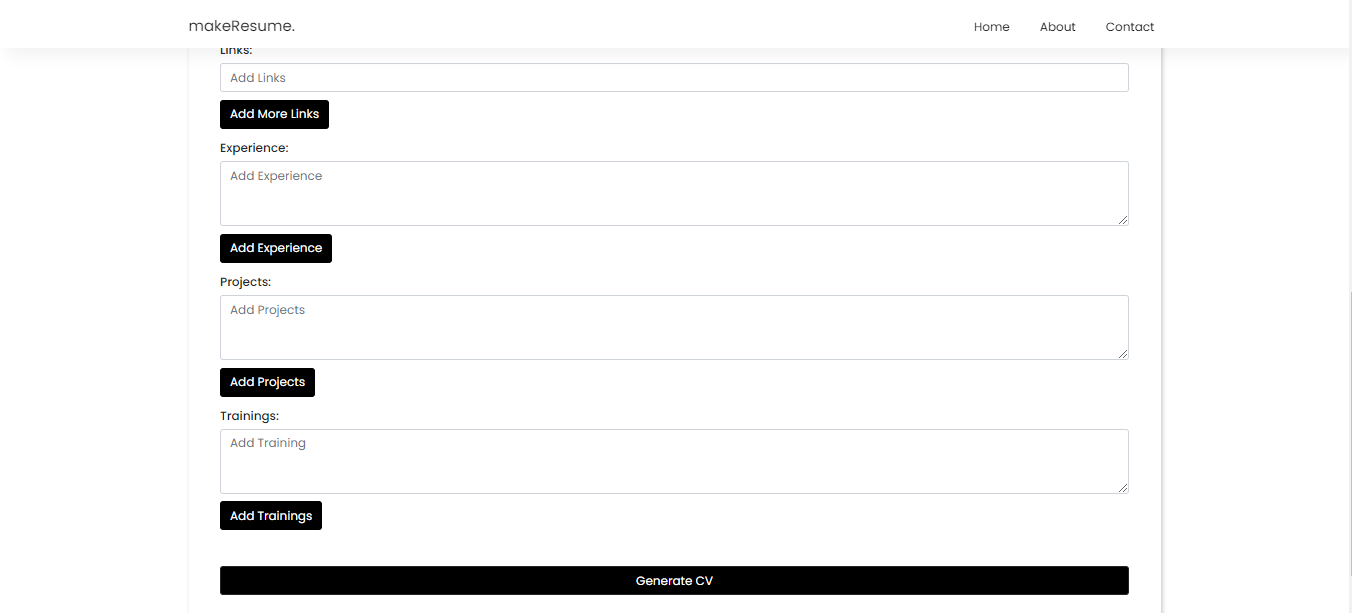 makeResume.
Home About Contact
Links:
Add Links
Add More Links
Experience:
Add Experience
Add Experience
Projects:
Add Projects
Add Projects
Trainings:
Add Training
Add Trainings
Generate CV